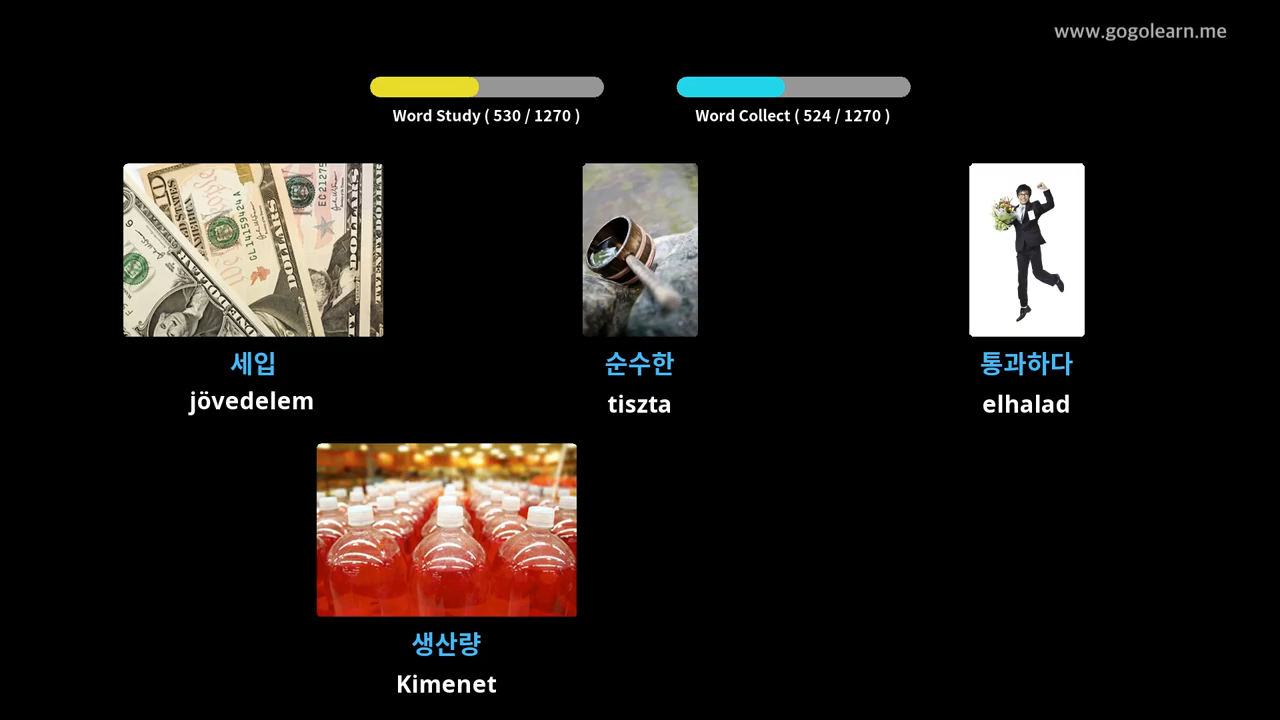 www.gogolearn.me
Word Study ( 530 / 1270 )
Word Collect ( 524 / 1270 )
세입
jövedelem
순수한
tiszta
통과하다
elhalad
생산량
Kimenet